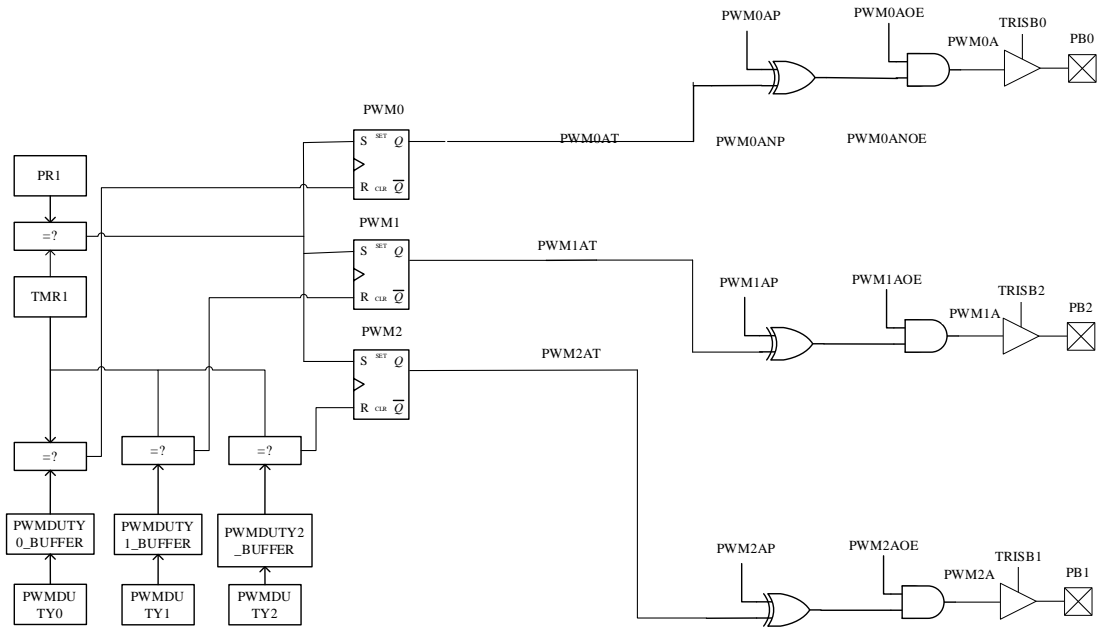 PWM0AP
PWM0AOE
TRISB0
PWM0A
PB0
PWM0
S SET Q
R CLR Q
PWM0AT
PWM0ANP
PWM0ANOE
PR1
=?
TMR1
PWM1
S SET Q
R CLR Q
PWM1AT
PWM1AP
PWM1AOE
TRISB2
PWM1A
PB2
PWM2
S SET Q
R CLR Q
PWM2AT
=?
=?
=?
PWMDUTY
0_BUFFER
PWMDUTY
1_BUFFER
PWMDUTY2
_BUFFER
PWMDU
TY0
PWMDU
TY1
PWMDU
TY2
PWM2AP
PWM2AOE
TRISB1
PWM2A
PB1